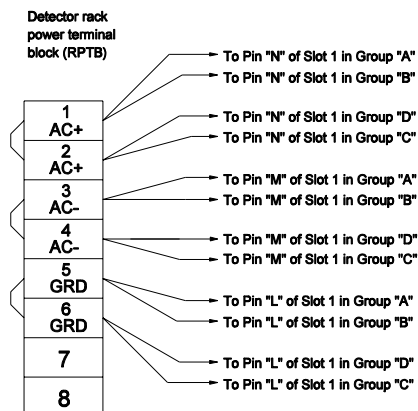 Detector rack
power terminal
block (RPTB)
To Pin "N" of Slot 1 in Group "A"
To Pin "N" of Slot 1 in Group "B"
1
AC+
To Pin "N" of Slot 1 in Group "D"
To Pin "N" of Slot 1 in Group "C"
2
AC+
To Pin "M" of Slot 1 in Group "A"
To Pin "M" of Slot 1 in Group "B"
3
AC-
To Pin "M" of Slot 1 in Group "D"
To Pin "M" of Slot 1 in Group "C"
4
AC-
5
GRD
To Pin "L" of Slot 1 in Group "A"
To Pin "L" of Slot 1 in Group "B"
6
GRD
To Pin "L" of Slot 1 in Group "D"
To Pin "L" of Slot 1 in Group "C"
7
8